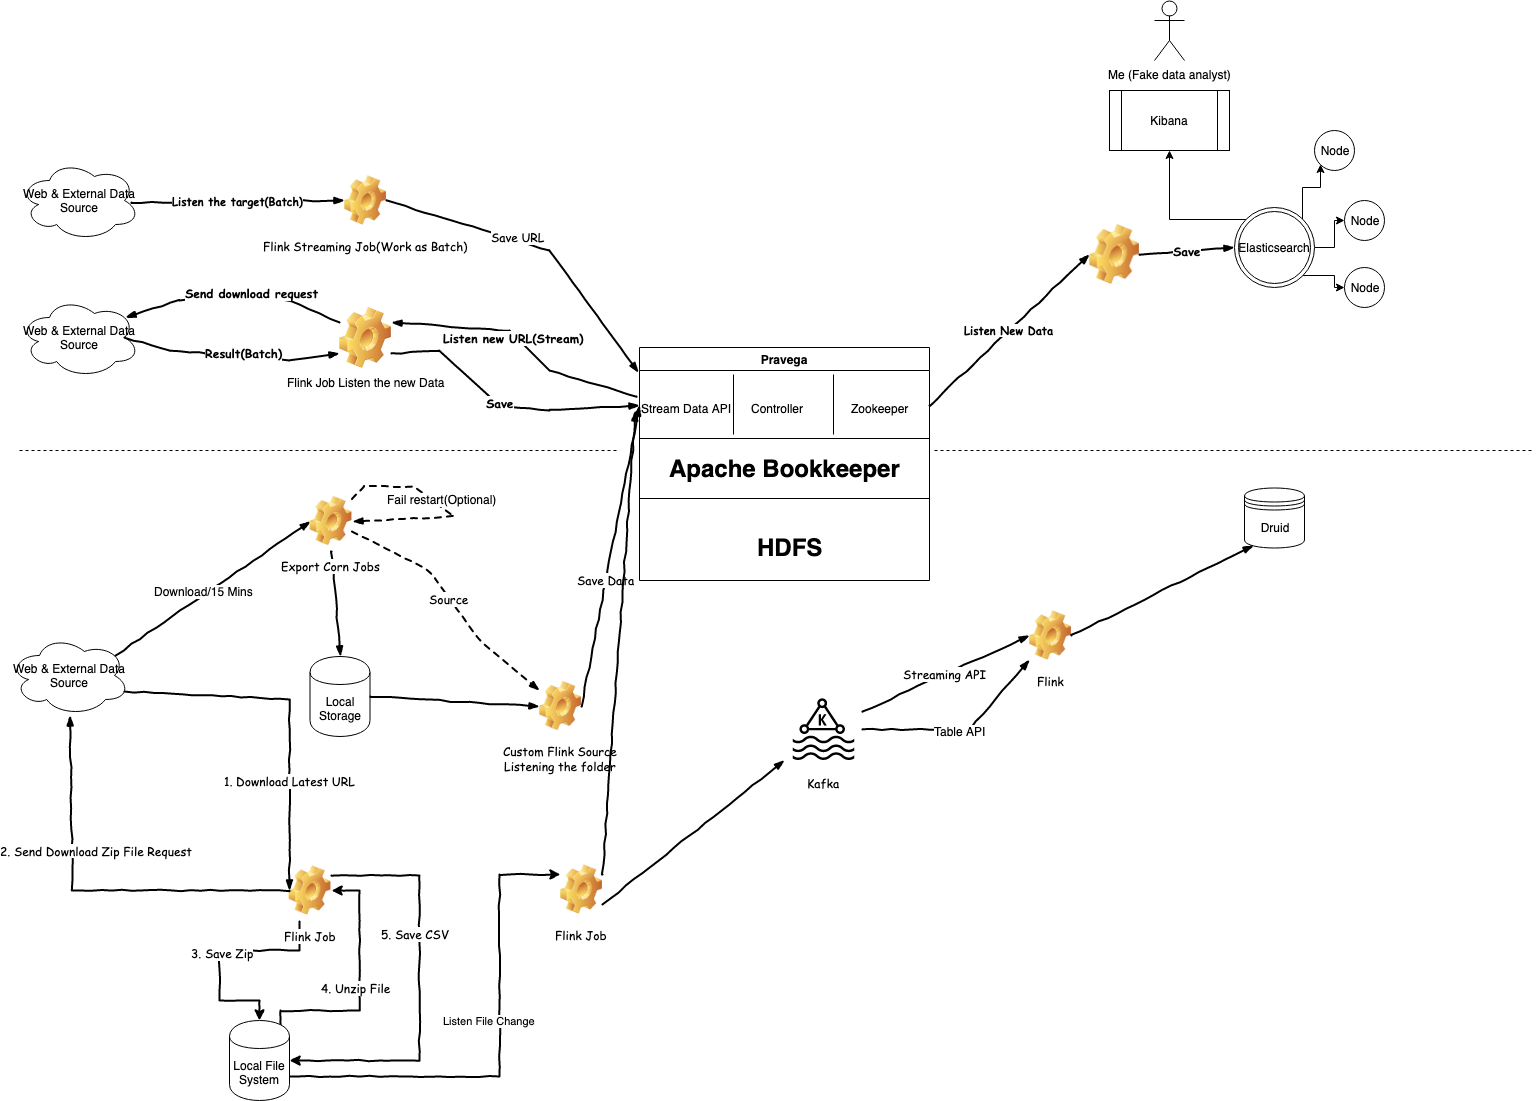 Me (Fake data analyst)
Kibana
Node
Node
Elasticsearch
Node
Save
Listen New Data
Web & External Data
Source
Listen the target(Batch)
Flink Streaming Job(Work as Batch)
Save URL
Send download request
Web & External Data
Source
Result(Batch)
Listen new URL(Stream)
Flink Job Listen the new Data
Save
Pravega
Stream Data API
Controller
Zookeeper
Apache Bookkeeper
HDFS
Fail restart(Optional)
Export Corn Jobs
Download/15 Mins
Source
Save Data
Web & External Data
Source
Local
Storage
Custom Flink Source
Listening the folder
Druid
Streaming API
Flink
Table API
K
Kafka
1. Download Latest URL
2. Send Download Zip File Request
Flink Job
3. Save Zip
4. Unzip File
5. Save CSV
Flink Job
Listen File Change
Local File
System